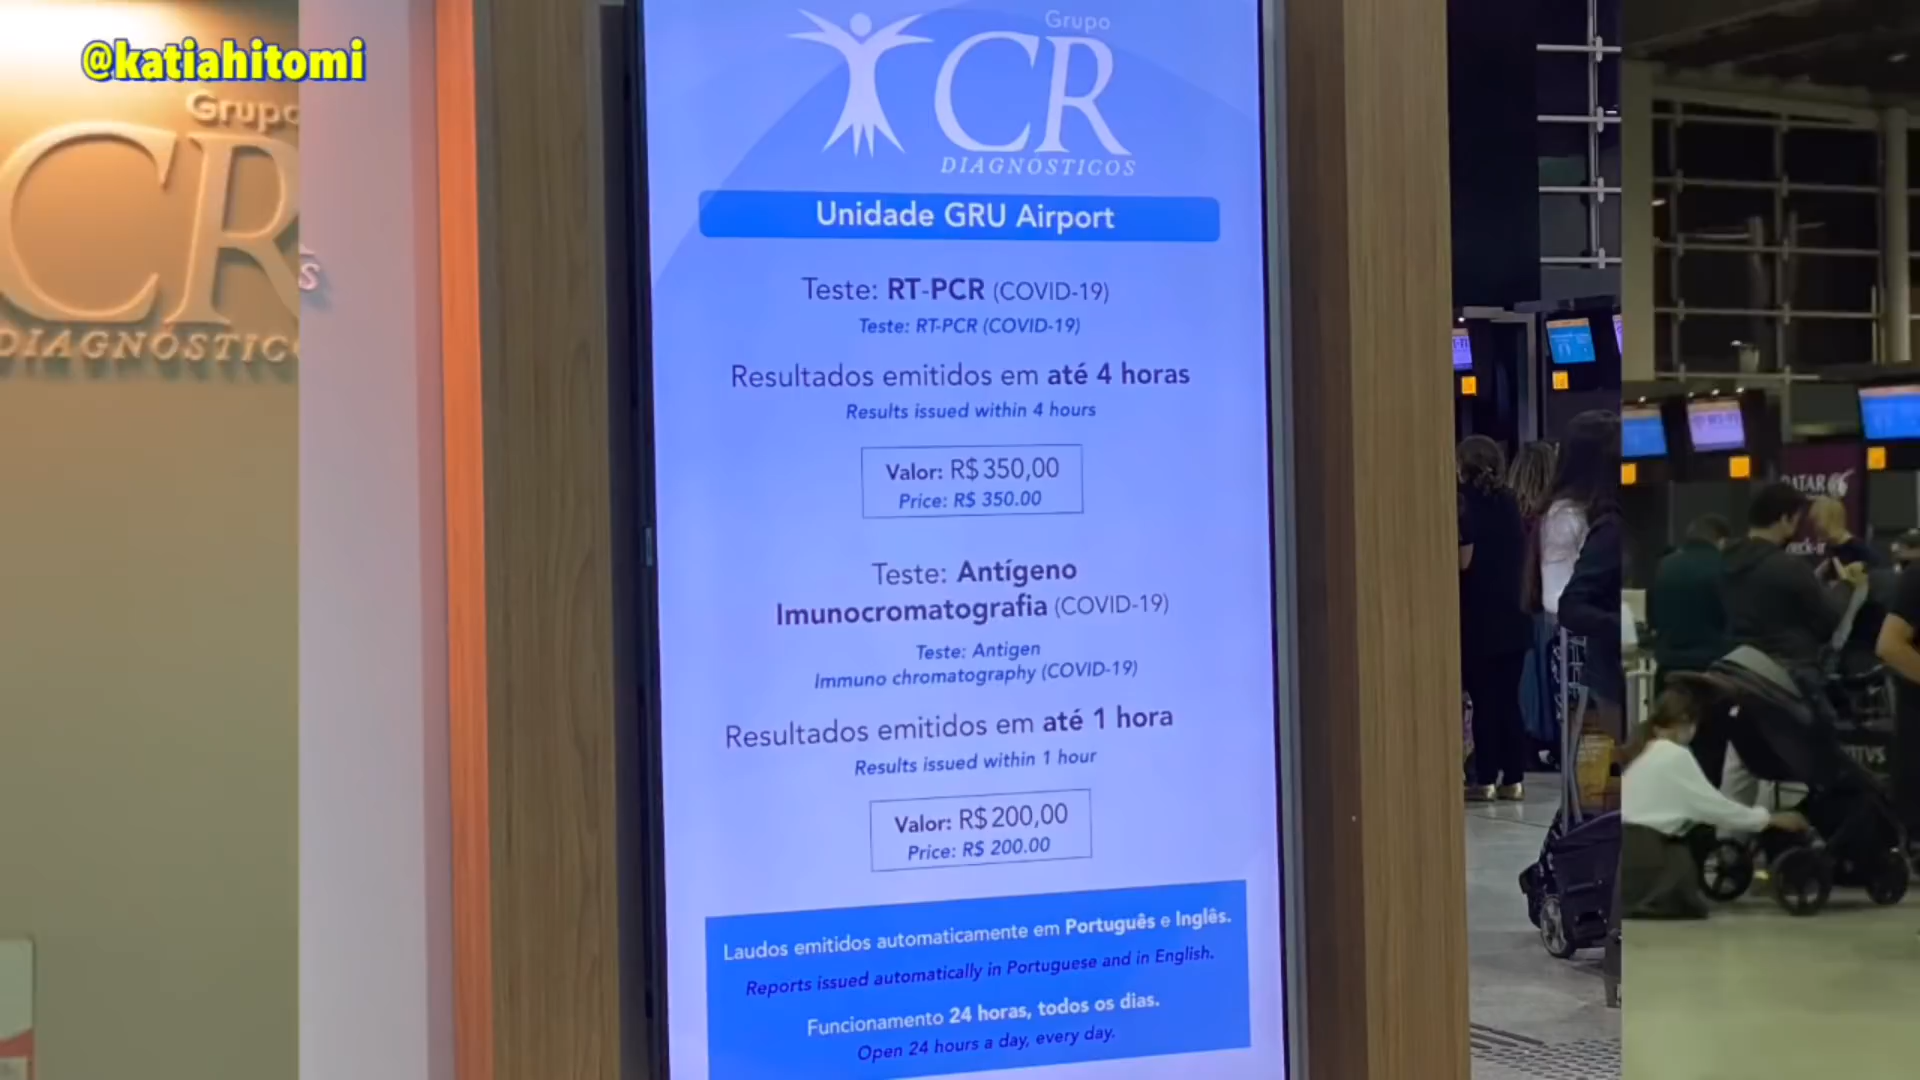 @katiahitomi
Grupo
CR
DIAGNÓSTICO
Grupo
CR
DIAGNÓSTICOS
Unidade GRU Airport
Teste: RT-PCR (COVID-19)
Teste: RT-PCR (COVID-19)
Resultados emitidos em até 4 horas
Results issued within 4 hours
Valor: R$ 350,00
Price: R$ 350.00
Teste: Antígeno
Imunocromatografia (COVID-19)
Teste: Antigen
Immuno chromatography (COVID-19)
Resultados emitidos em até 1 hora
Results issued within 1 hour
Valor: R$ 200,00
Price: R$ 200.00
Laudos emitidos automaticamente em Português e Inglês.
Reports issued automatically in Portuguese and in English.
Funcionamento 24 horas, todos os dias.
Open 24 hours a day, every day.